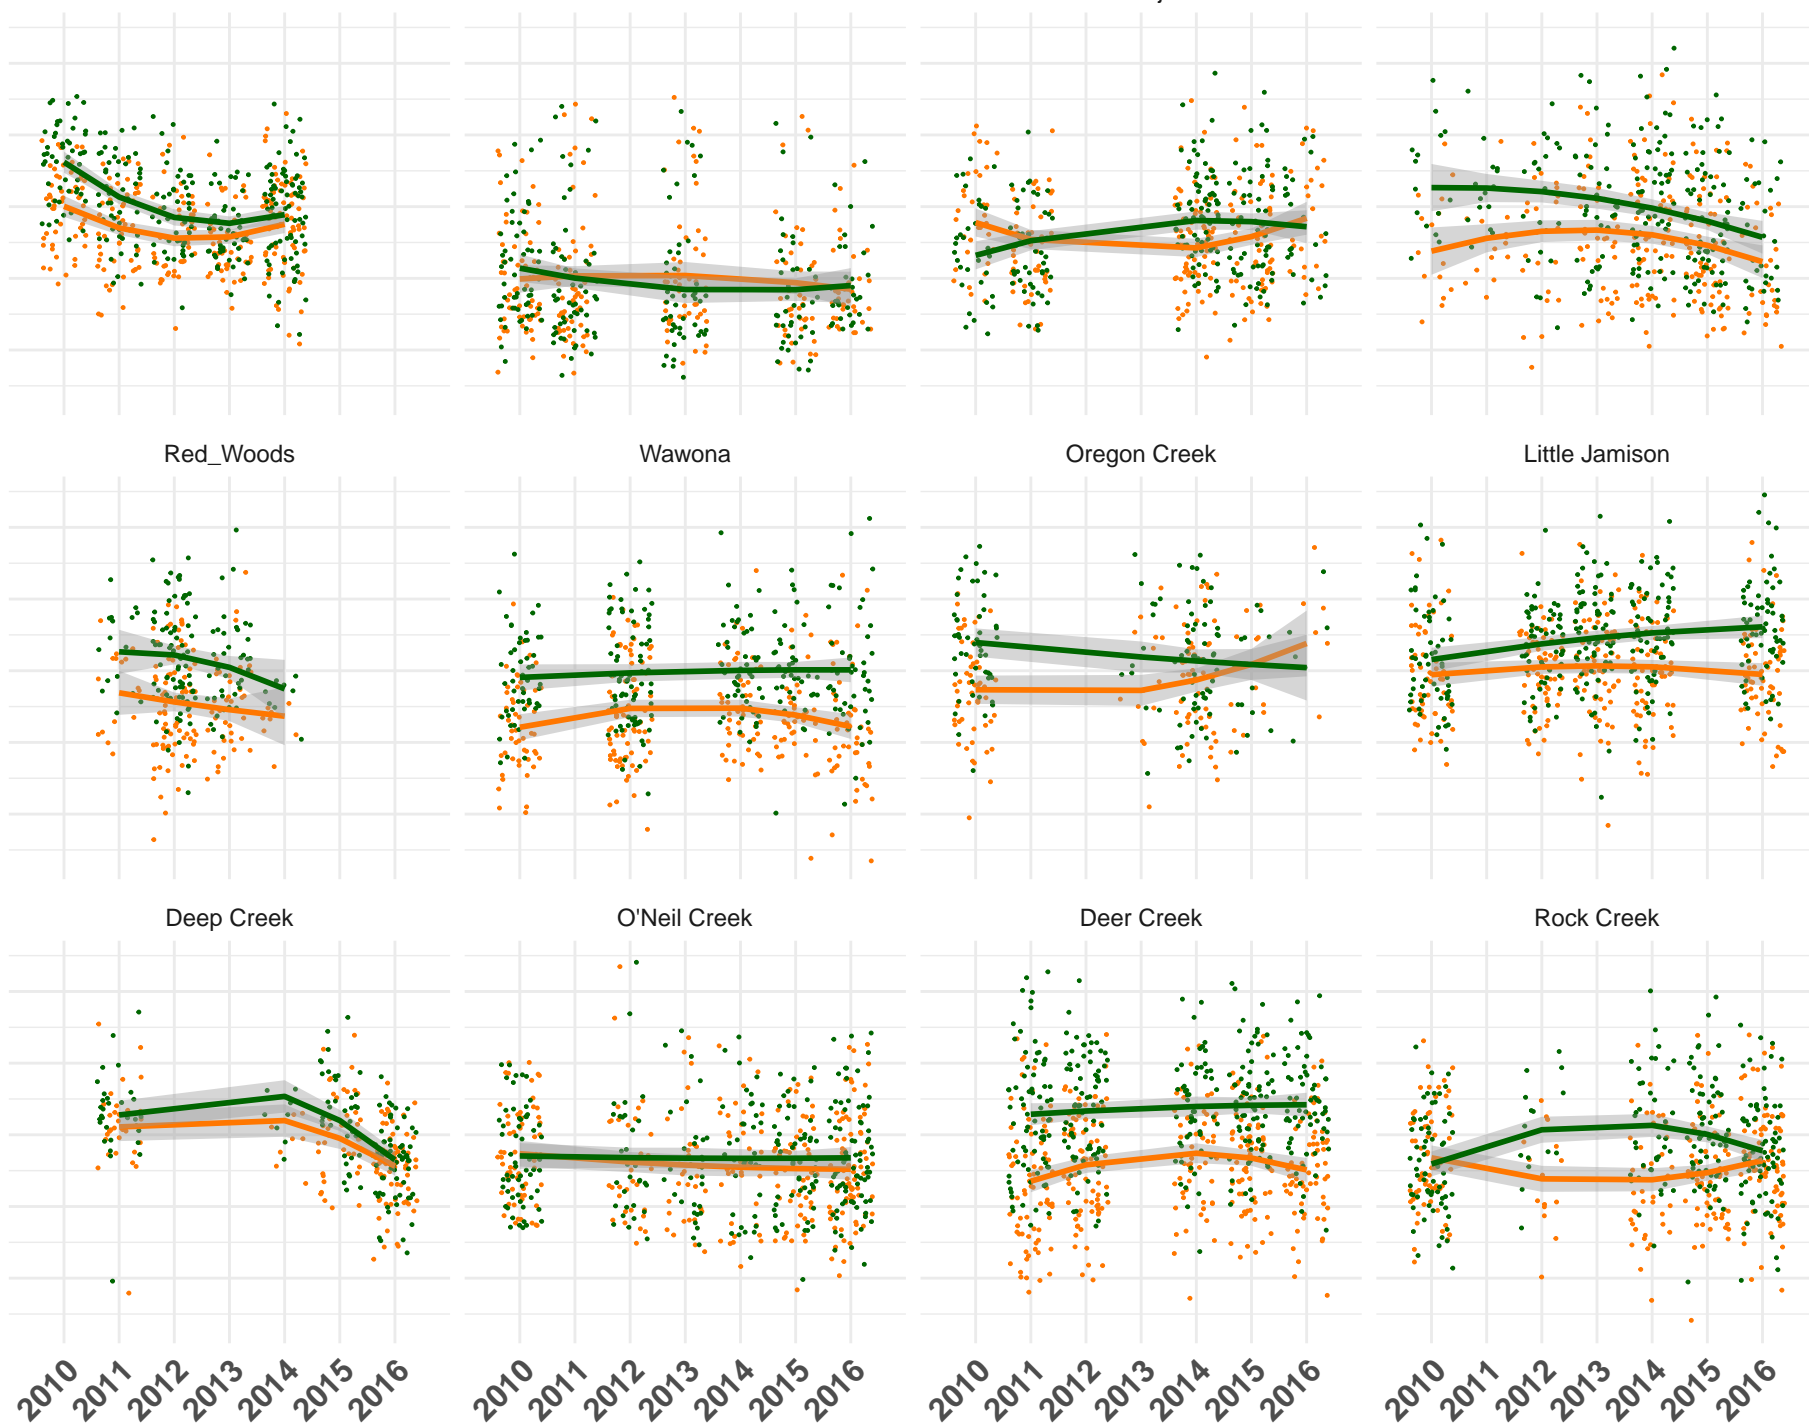 Red_Woods Wawona Oregon Creek Little Jamison
Deep Creek O'Neil Creek Deer Creek Rock Creek
2010 2011 2012 2013 2014 2015 2016 2010 2011 2012 2013 2014 2015 2016 2010 2011 2012 2013 2014 2015 2016 2010 2011 2012 2013 2014 2015 2016